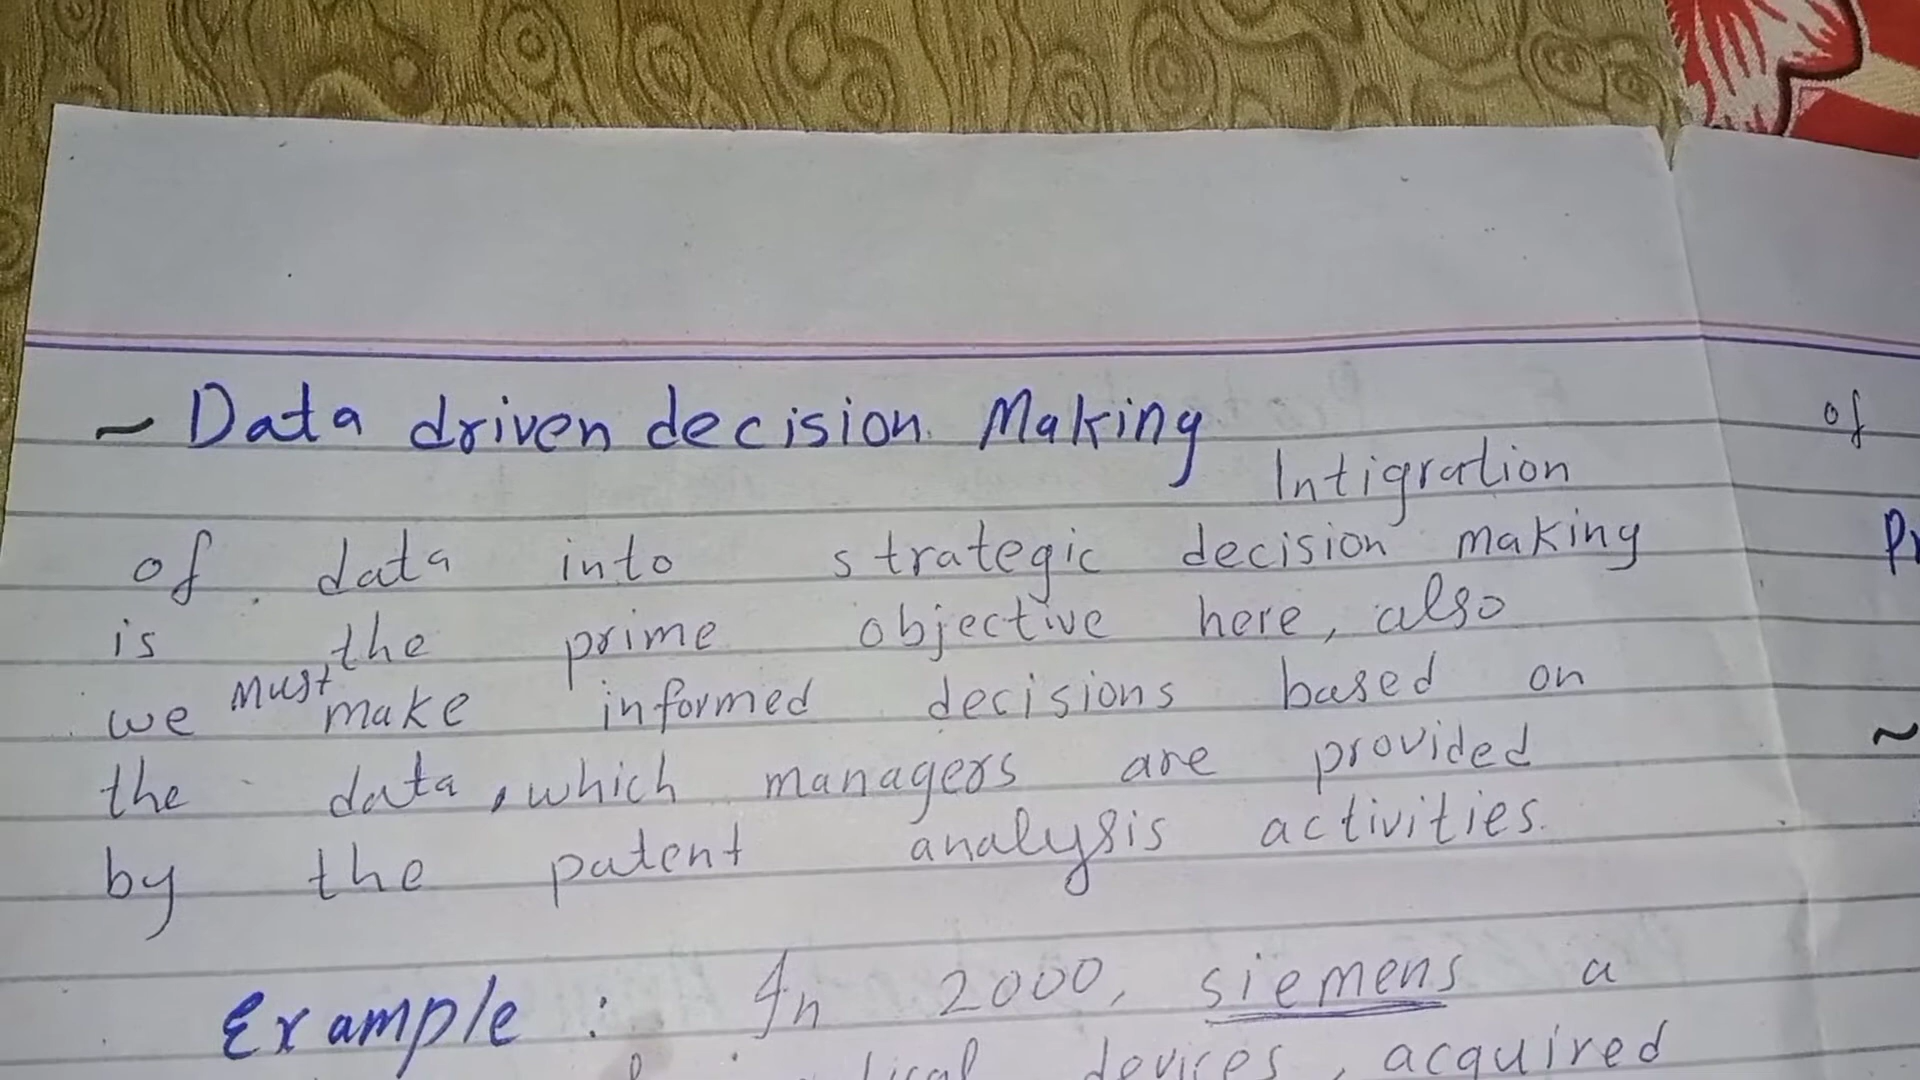 ~ Data driven decision Making
Intigration
of data into strategic decision making
is the prime objective here, also
we must make informed decisions based on
the data, which managers are provided
by the patent analysis activities.
Example : In 2000, siemens a
devices, acquired
of